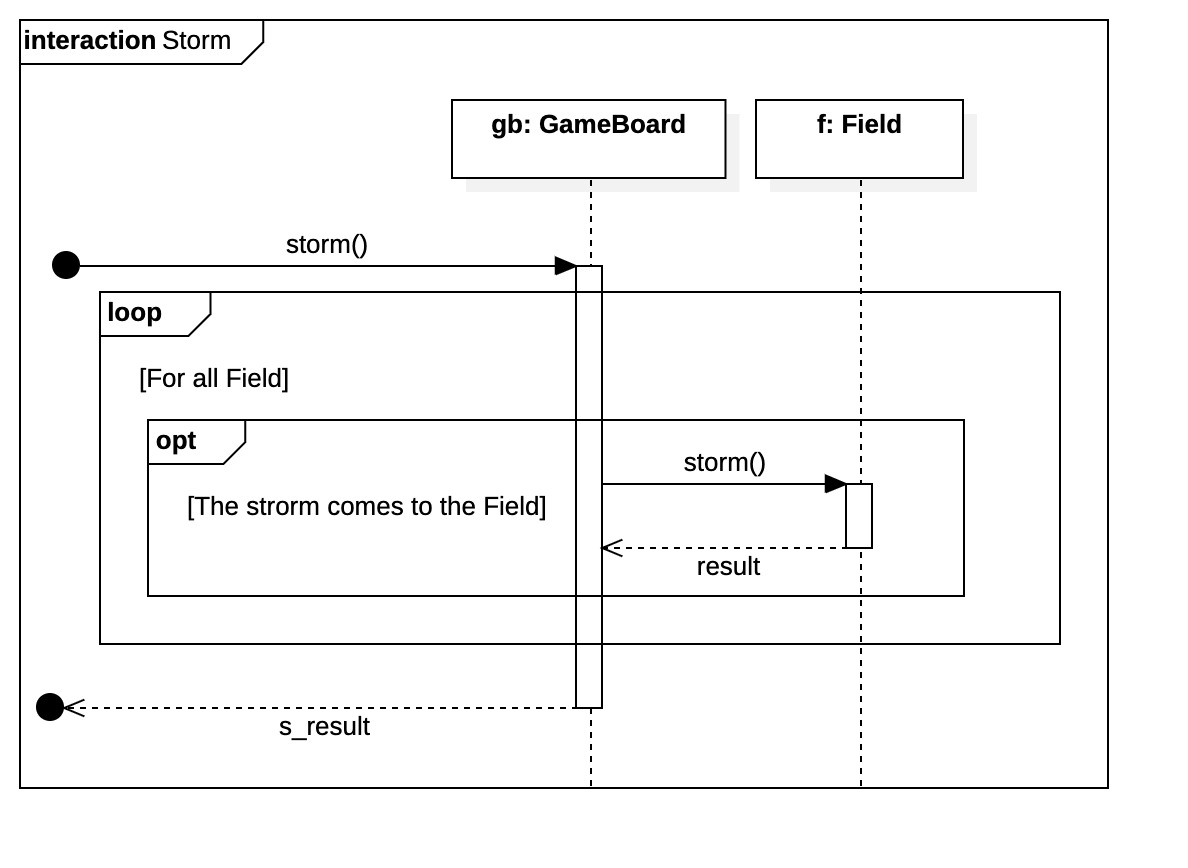 interaction Storm
gb: GameBoard
f: Field
storm()
loop
[For all Field]
opt
storm()
[The strorm comes to the Field]
result
s_result